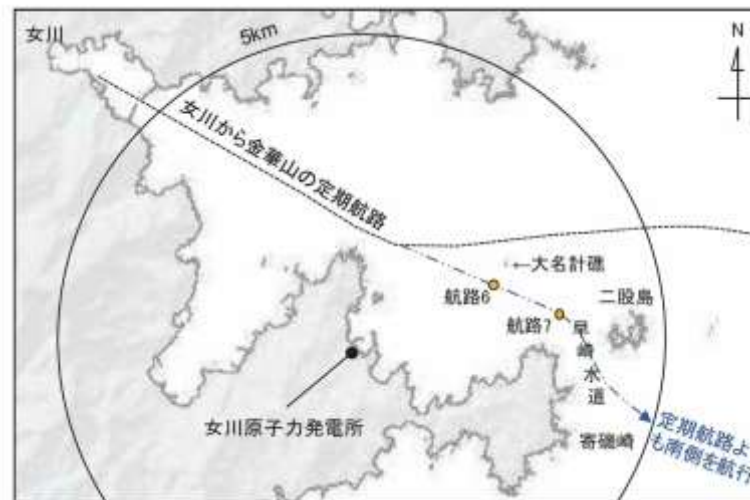 女川
5km
N
女川から金華山の定期航路
←大名計礁
航路6
二股島
航路7
早崎水道
女川原子力発電所
寄磯崎
定期航路よ
も南側を航行